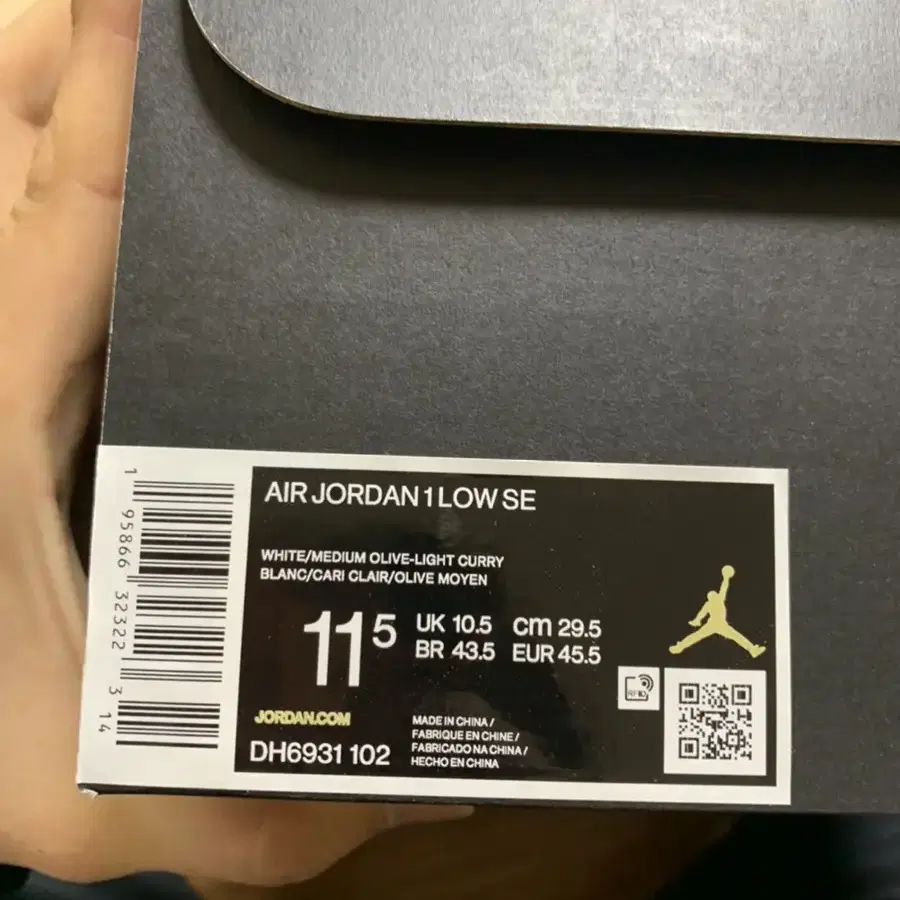 AIR JORDAN 1 LOW SE
WHITE/MEDIUM OLIVE-LIGHT CURRY
BLANC/CARI CLAIR/OLIVE MOYEN
11 5
UK 10.5 cm 29.5
BR 43.5 EUR 45.5
JORDAN.COM
DH6931 102
MADE IN CHINA /
FABRIQUE EN CHINE /
FABRICADO NA CHINA /
HECHO EN CHINA
RFID
1 95866 32322 3 14